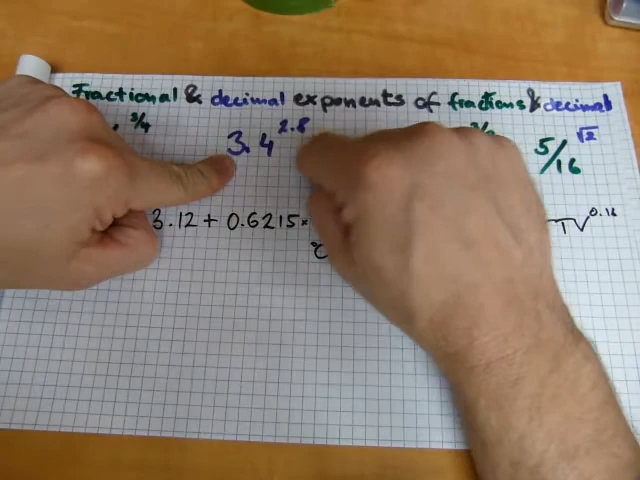 Fractional & decimal exponents of fractions & decimal
3/4 3.4^2.8 5/16^√2
3.12 + 0.6215× TV^0.16
°C